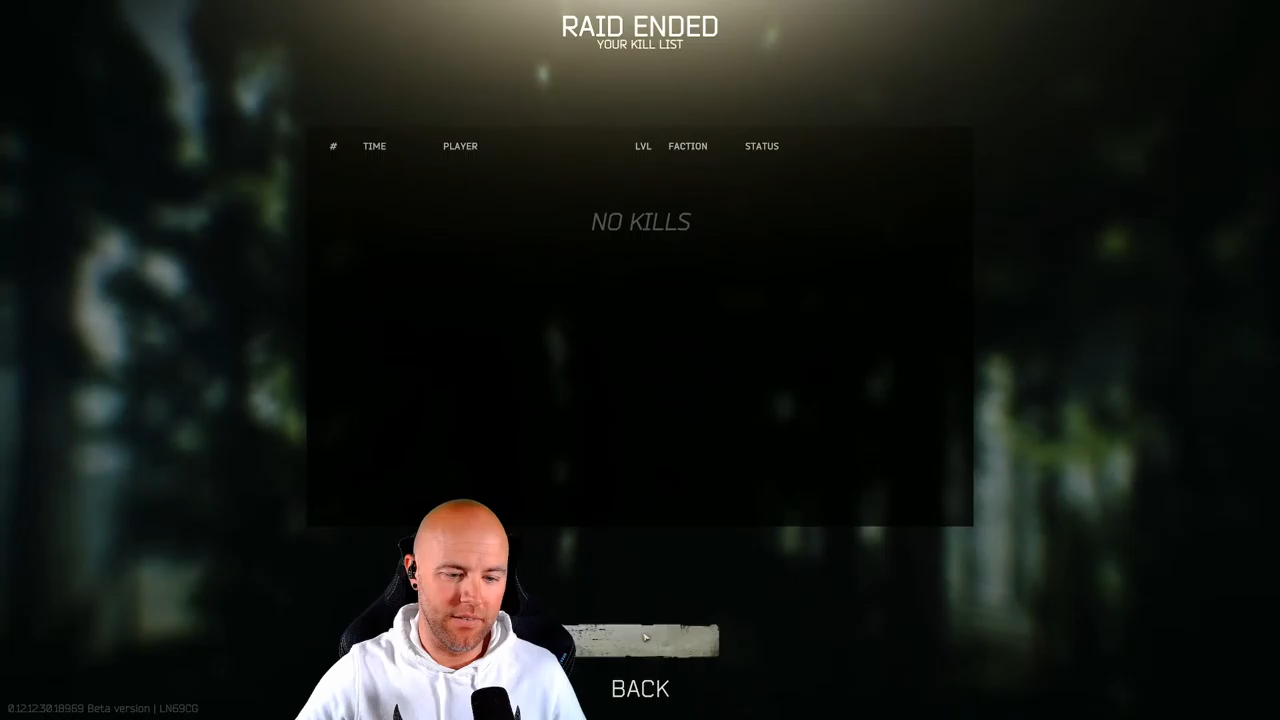 RAID ENDED
YOUR KILL LIST
# TIME PLAYER LVL FACTION STATUS
NO KILLS
BACK
0.12.12.30.18969 Beta version | LN69CG